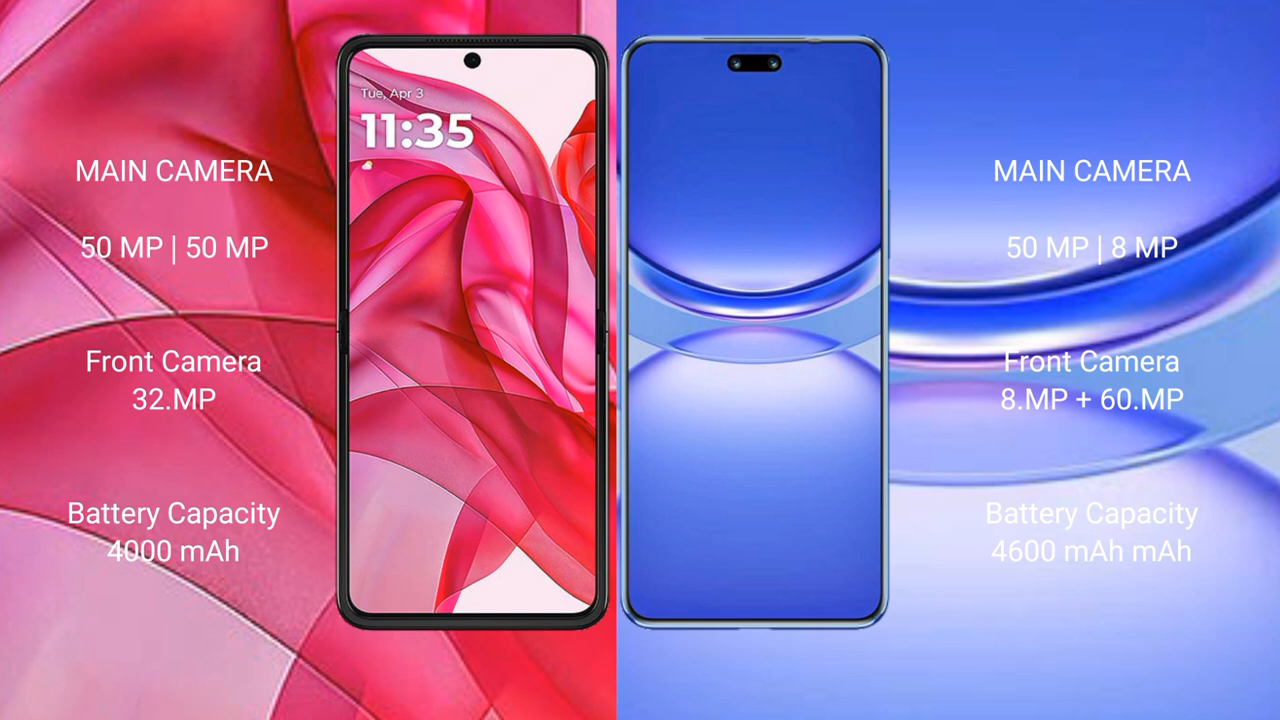 MAIN CAMERA
50 MP | 50 MP
Front Camera
32.MP
Battery Capacity
4000 mAh
Tue, Apr 3
11:35
MAIN CAMERA
50 MP | 8 MP
Front Camera
8.MP + 60.MP
Battery Capacity
4600 mAh mAh